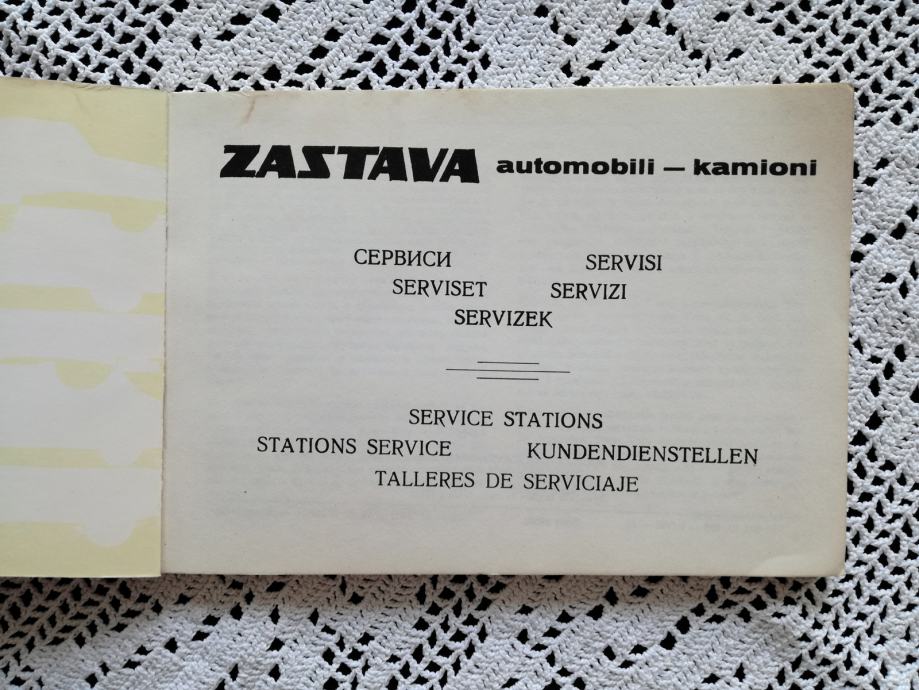 ZASTAVA automobili — kamioni
СЕРВИСИ SERVISI
SERVISET SERVIZI
SERVIZEK
SERVICE STATIONS
STATIONS SERVICE KUNDENDIENSTELLEN
TALLERES DE SERVICIAJE